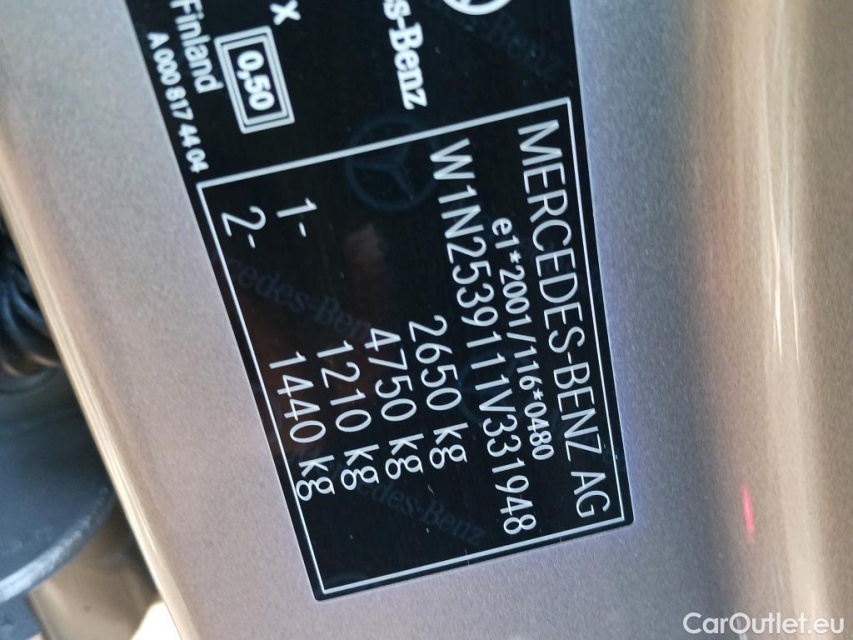 s-Benz
x
0,50
Finland
A 000 817 44 04
MERCEDES-BENZ AG
e1*2001/116*0480
W1N2539111V331948
2650 kg
4750 kg
1- 1210 kg
2- 1440 kg
CarOutlet.eu